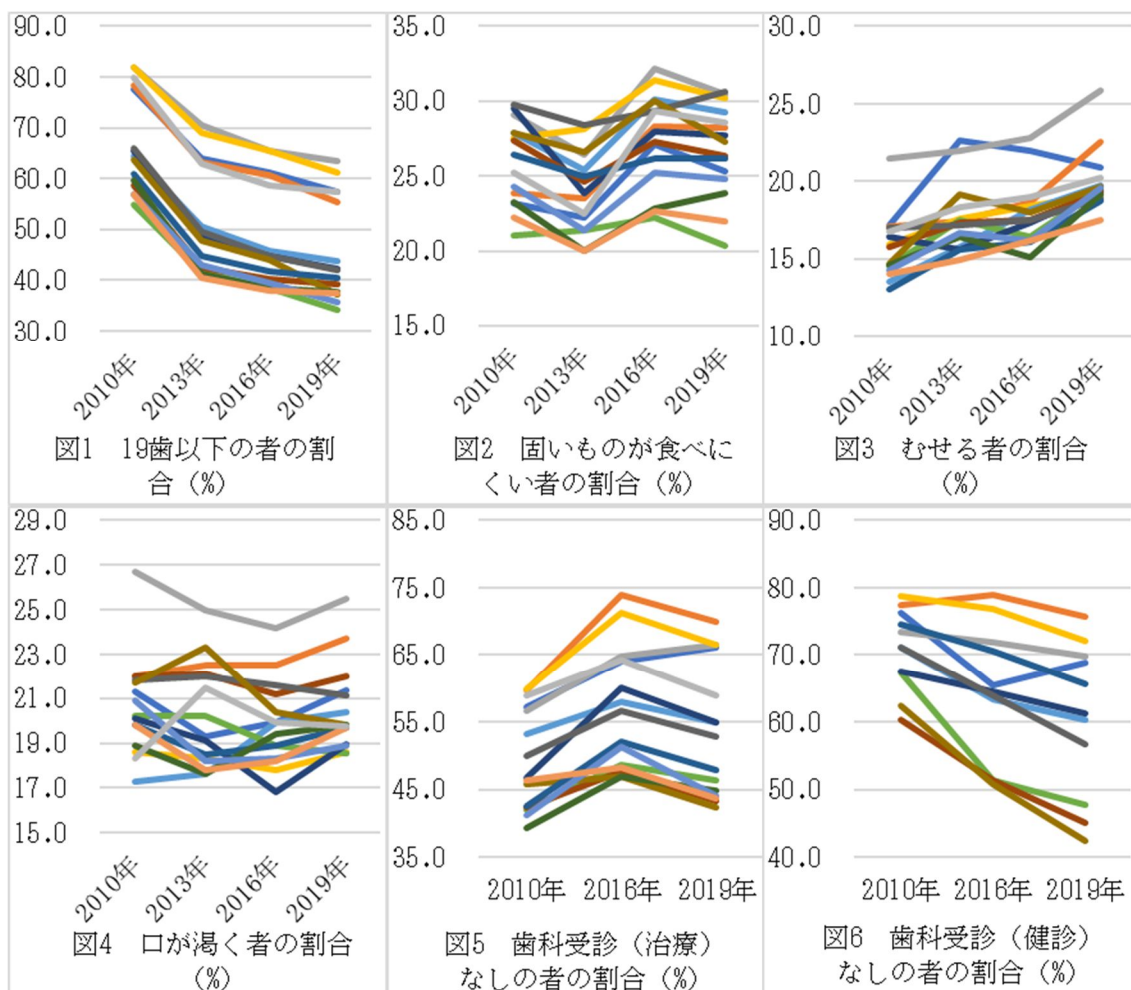 90.0
80.0
70.0
60.0
50.0
40.0
30.0
2010年
2013年
2016年
2019年
図1 19歯以下の者の割
合（%）
35.0
30.0
25.0
20.0
15.0
2010年
2013年
2016年
2019年
図2 固いものが食べに
くい者の割合（%）
30.0
25.0
20.0
15.0
10.0
2010年
2013年
2016年
2019年
図3 むせる者の割合
（%）
29.0
27.0
25.0
23.0
21.0
19.0
17.0
15.0
2010年
2013年
2016年
2019年
図4 口が渇く者の割合
（%）
85.0
75.0
65.0
55.0
45.0
35.0
2010年 2016年 2019年
図5 歯科受診（治療）
なしの者の割合（%）
90.0
80.0
70.0
60.0
50.0
40.0
2010年 2016年 2019年
図6 歯科受診（健診）
なしの者の割合（%）